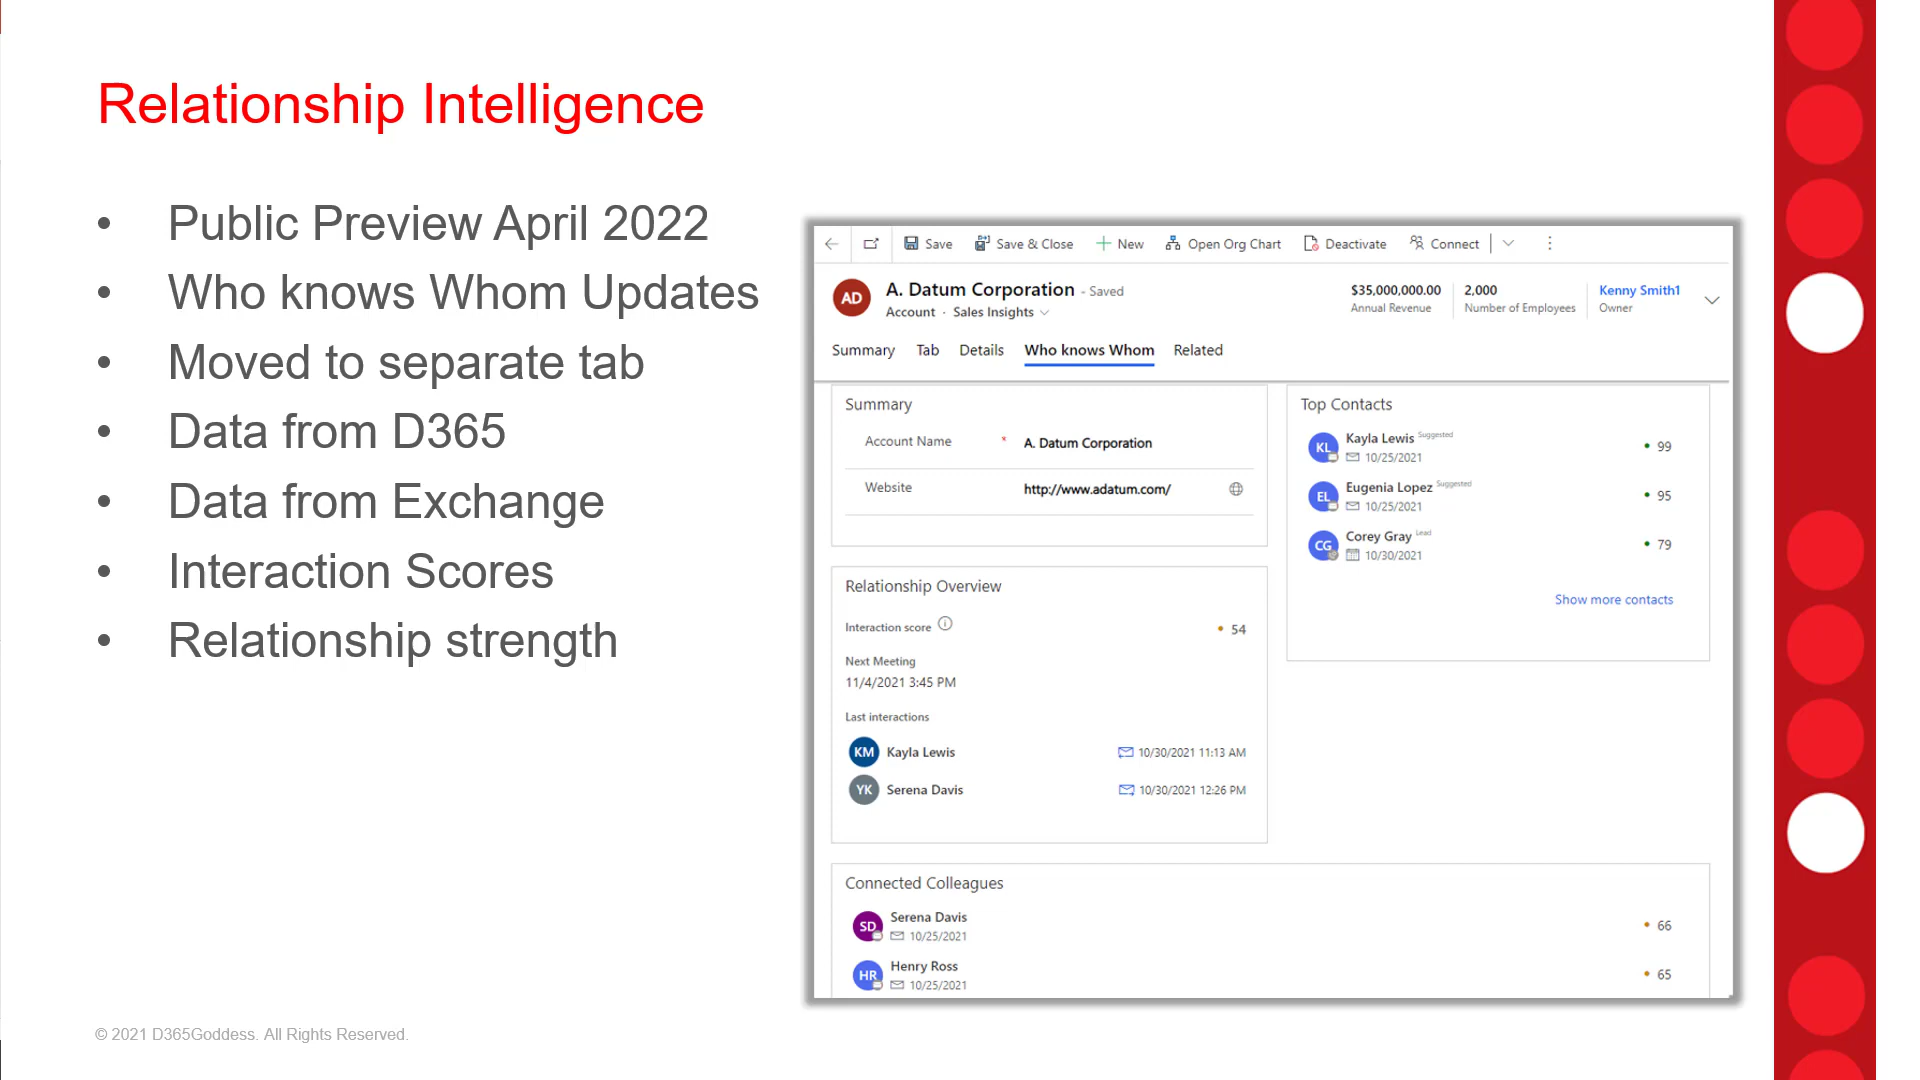 Relationship Intelligence
• Public Preview April 2022
• Who knows Whom Updates
• Moved to separate tab
• Data from D365
• Data from Exchange
• Interaction Scores
• Relationship strength
Save Save & Close New Open Org Chart Deactivate Connect
AD A. Datum Corporation - Saved
Account · Sales Insights
$35,000,000.00 2,000 Kenny Smith1
Annual Revenue Number of Employees Owner
Summary Tab Details Who knows Whom Related
Summary
Account Name * A. Datum Corporation
Website http://www.adatum.com/
Relationship Overview
Interaction score 54
Next Meeting
11/4/2021 3:45 PM
Last interactions
KM Kayla Lewis 10/30/2021 11:13 AM
YK Serena Davis 10/30/2021 12:26 PM
Top Contacts
KL Kayla Lewis Suggested 99
10/25/2021
EL Eugenia Lopez Suggested 95
10/25/2021
CG Corey Gray Lead 79
10/30/2021
Show more contacts
Connected Colleagues
SD Serena Davis 66
10/25/2021
HR Henry Ross 65
10/25/2021
© 2021 D365Goddess. All Rights Reserved.